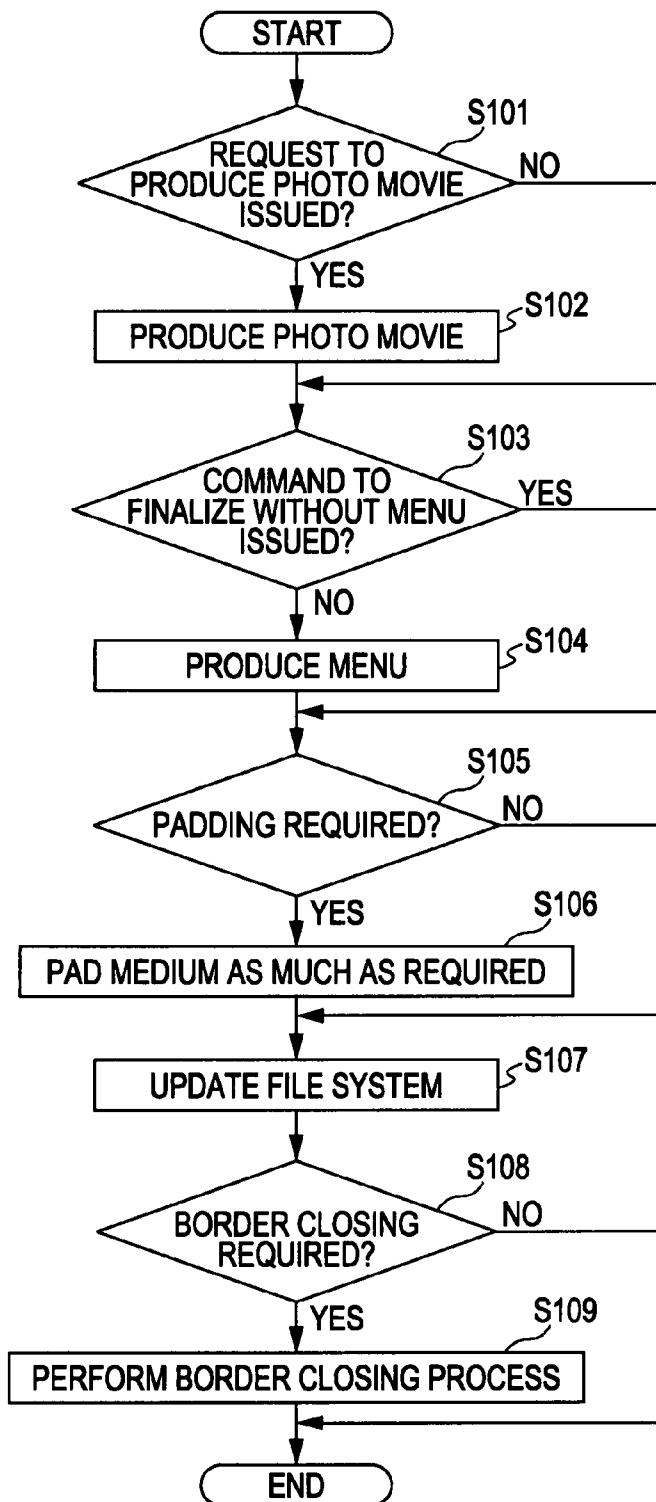 START
S101
REQUEST TO
PRODUCE PHOTO MOVIE
ISSUED?
NO
YES
S102
PRODUCE PHOTO MOVIE
S103
COMMAND TO
FINALIZE WITHOUT MENU
ISSUED?
YES
NO
S104
PRODUCE MENU
S105
PADDING REQUIRED?
NO
YES
S106
PAD MEDIUM AS MUCH AS REQUIRED
S107
UPDATE FILE SYSTEM
S108
BORDER CLOSING
REQUIRED?
NO
YES
S109
PERFORM BORDER CLOSING PROCESS
END